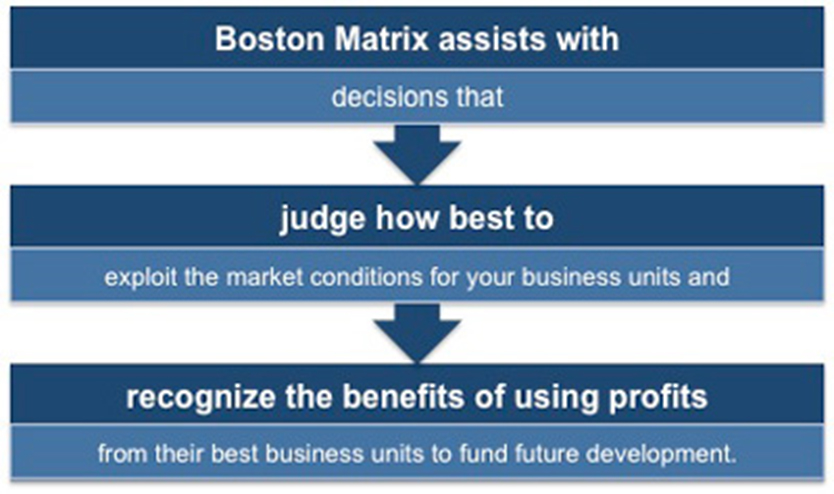 Boston Matrix assists with
decisions that
judge how best to
exploit the market conditions for your business units and
recognize the benefits of using profits
from their best business units to fund future development.